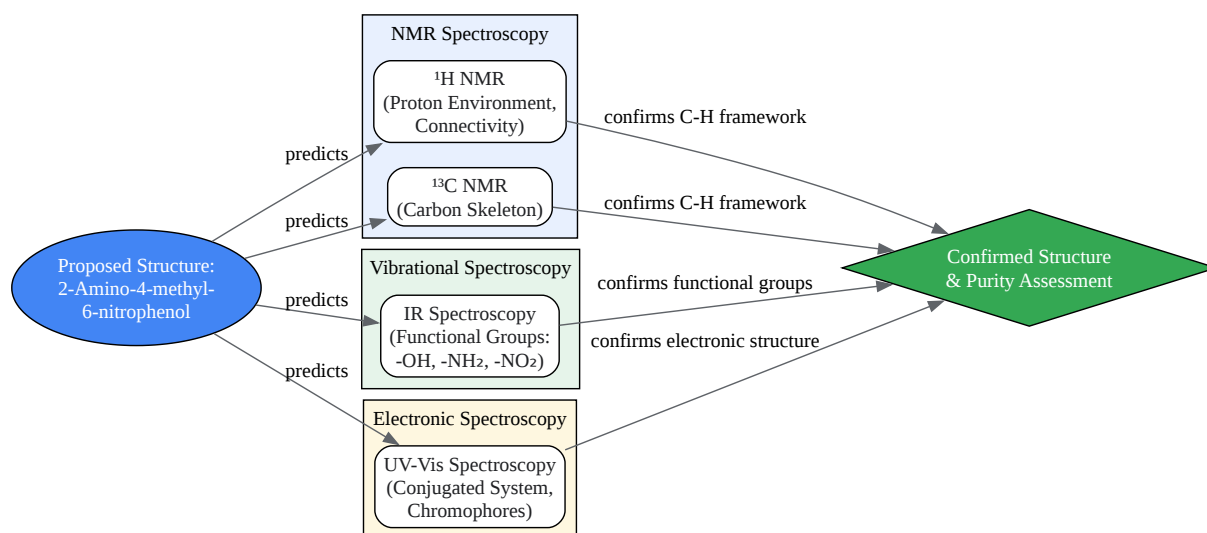 Proposed Structure:
2-Amino-4-methyl-
6-nitrophenol
predicts
predicts
predicts
predicts
NMR Spectroscopy
¹H NMR
(Proton Environment,
Connectivity)
¹³C NMR
(Carbon Skeleton)
Vibrational Spectroscopy
IR Spectroscopy
(Functional Groups:
-OH, -NH₂, -NO₂)
Electronic Spectroscopy
UV-Vis Spectroscopy
(Conjugated System,
Chromophores)
confirms C-H framework
confirms C-H framework
confirms functional groups
confirms electronic structure
Confirmed Structure
& Purity Assessment